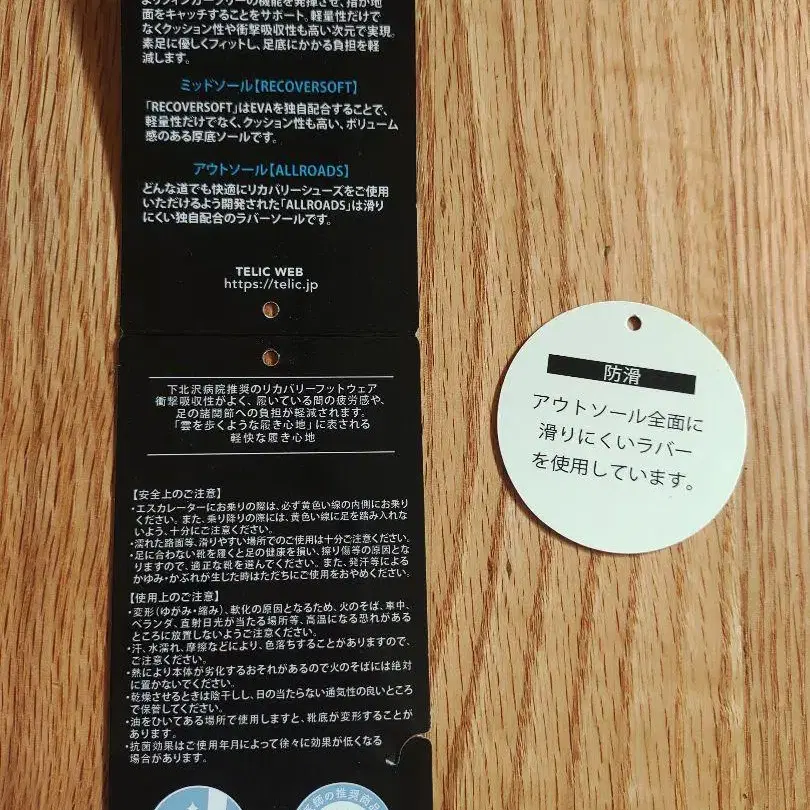 よりフィンガーフリーの機能を発揮させ、指が地
面をキャッチすることをサポート。軽量性だけで
なくクッション性や衝撃吸収性も高い次元で実現。
素足に優しくフィットし、足底にかかる負担を軽
減します。
ミッドソール【RECOVERSOFT】
「RECOVERSOFT」はEVAを独自配合することで、
軽量性だけでなく、クッション性も高い、ボリューム
感のある厚底ソールです。
アウトソール【ALLROADS】
どんな道でも快適にリカバリーシューズをご使用
いただけるよう開発された「ALLROADS」は滑り
にくい独自配合のラバーソールです。
TELIC WEB
https://telic.jp
下北沢病院推奨のリカバリーフットウェア
衝撃吸収性がよく、履いている間の疲労感や、
足の諸関節への負担が軽減されます。
「雲を歩くような履き心地」に表される
軽快な履き心地
【安全上のご注意】
・エスカレーターにお乗りの際は、必ず黄色い線の内側にお乗り
ください。また、乗り降りの際には、黄色い線に足を踏み入れな
いよう、十分にご注意ください。
・濡れた路面等、滑りやすい場所でのご使用は十分ご注意ください。
・足に合わない靴を履くと足の健康を損い、擦り傷等の原因とな
りますので、適正な靴を選んでください。また、発汗等による
かゆみ・かぶれが生じた時はただちにご使用をおやめください。
【使用上のご注意】
・変形(ゆがみ・縮み)、軟化の原因となるため、火のそば、車中、
ベランダ、直射日光が当たる場所等、高温になる恐れがある
ところに放置しないようご注意ください。
・汗、水濡れ、摩擦などにより、色落ちすることがありますので、
ご注意ください。
・熱により本体が劣化するおそれがあるので火のそばには絶対
に置かないでください。
・乾燥させるときは陰干しし、日の当たらない通気性の良いところ
で保管してください。
・油をひいてある場所で使用しますと、靴底が変形することが
あります。
・抗菌効果はご使用年月によって徐々に効果が低くなる
場合があります。
の推奨商品
防滑
アウトソール全面に
滑りにくいラバー
を使用しています。